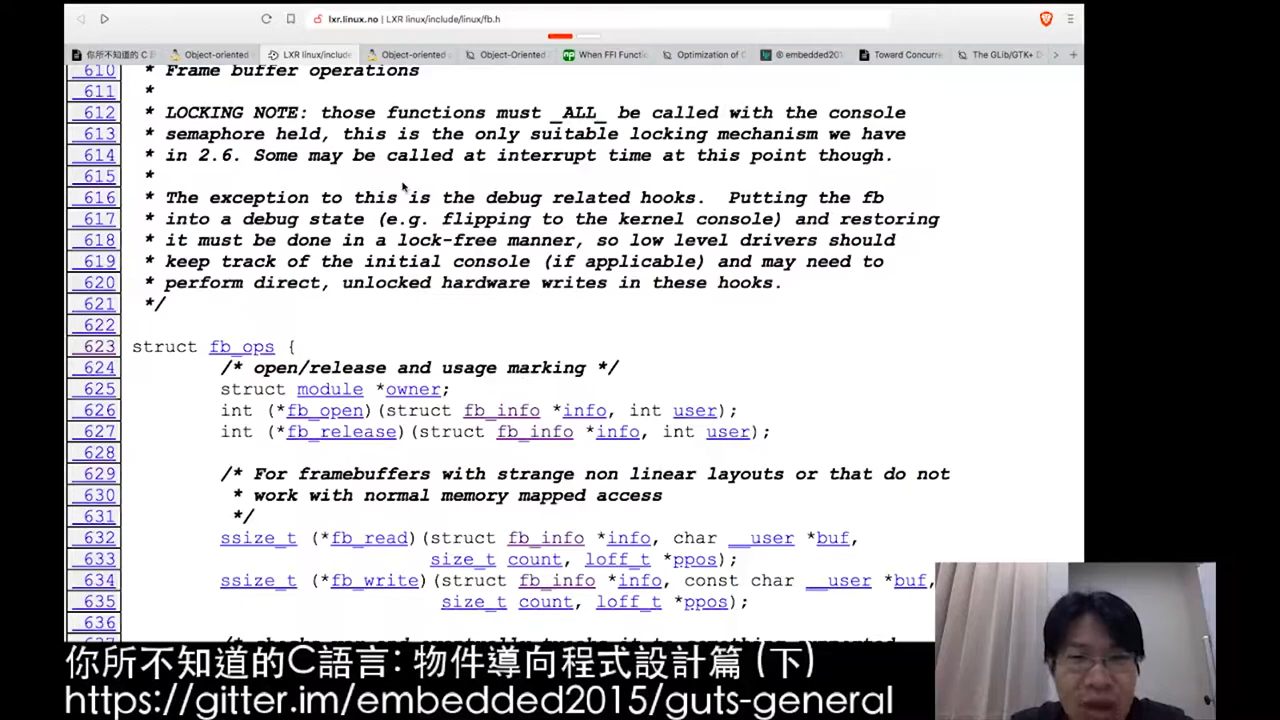 lxr.linux.no | LXR linux/include/linux/fb.h
你所不知道的 C 語
Object-oriented
LXR linux/include
Object-oriented
Object-Oriented
When FFI Functi
Optimization of C
@ embedded201
Toward Concurre
The GLib/GTK+ D
610 * Frame buffer operations
611 *
612 * LOCKING NOTE: those functions must _ALL_ be called with the console
613 * semaphore held, this is the only suitable locking mechanism we have
614 * in 2.6. Some may be called at interrupt time at this point though.
615 *
616 * The exception to this is the debug related hooks.  Putting the fb
617 * into a debug state (e.g. flipping to the kernel console) and restoring
618 * it must be done in a lock-free manner, so low level drivers should
619 * keep track of the initial console (if applicable) and may need to
620 * perform direct, unlocked hardware writes in these hooks.
621 */
622
623 struct fb_ops {
624 /* open/release and usage marking */
625 struct module *owner;
626 int (*fb_open)(struct fb_info *info, int user);
627 int (*fb_release)(struct fb_info *info, int user);
628
629 /* For framebuffers with strange non linear layouts or that do not
630 * work with normal memory mapped access
631 */
632 ssize_t (*fb_read)(struct fb_info *info, char __user *buf,
633 size_t count, loff_t *ppos);
634 ssize_t (*fb_write)(struct fb_info *info, const char __user *buf,
635 size_t count, loff_t *ppos);
636
你所不知道的C語言: 物件導向程式設計篇 (下)
https://gitter.im/embedded2015/guts-general